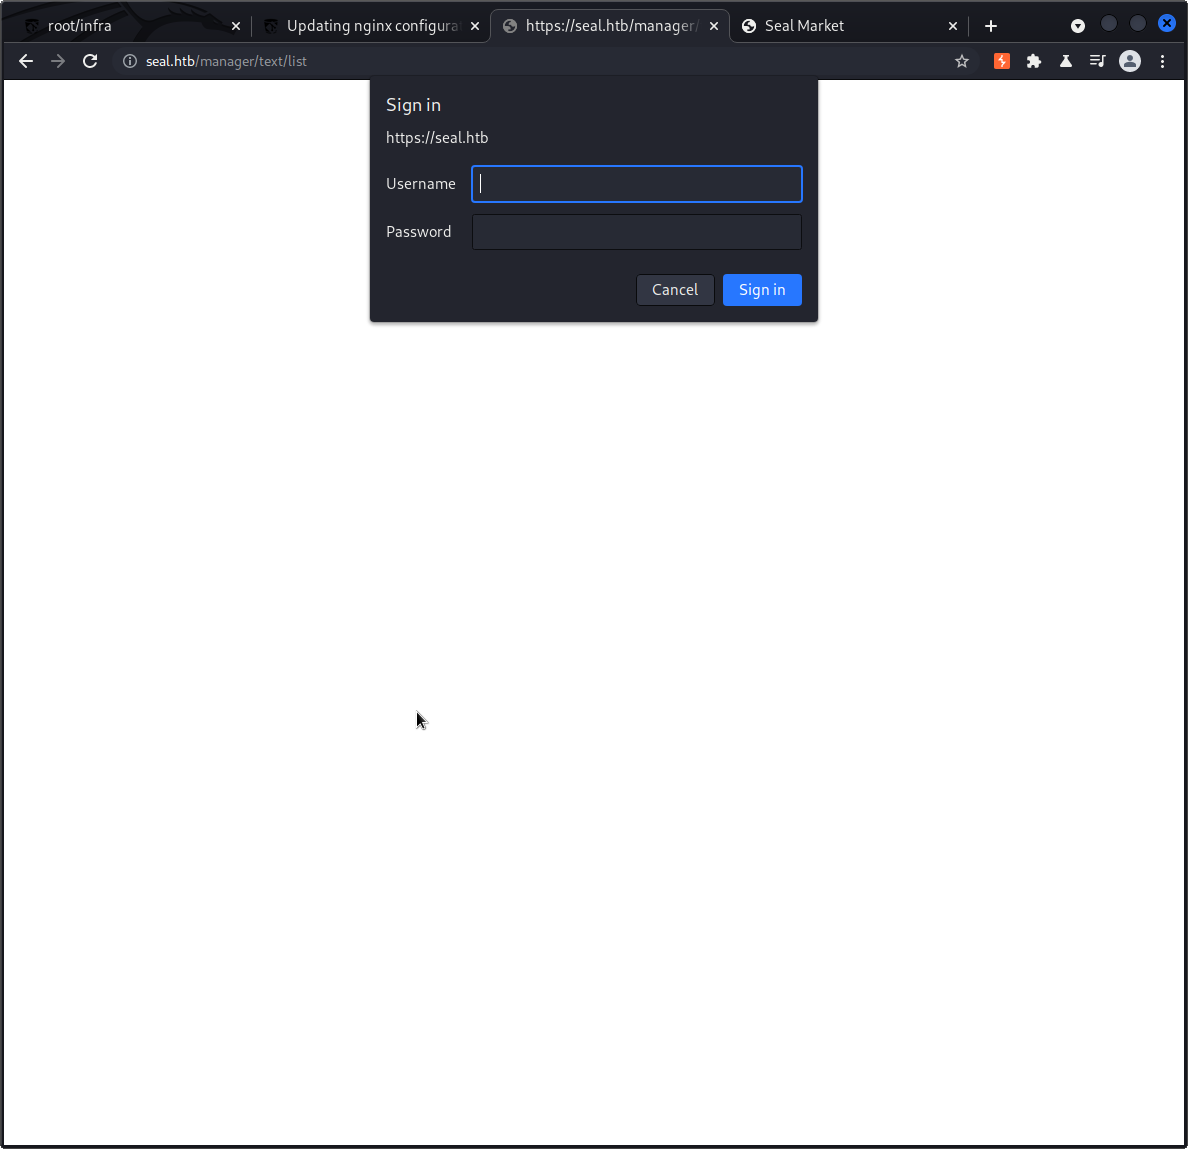 root/infra
Updating nginx configura
https://seal.htb/manager/
Seal Market
seal.htb/manager/text/list
Sign in
https://seal.htb
Username
Password
Cancel
Sign in